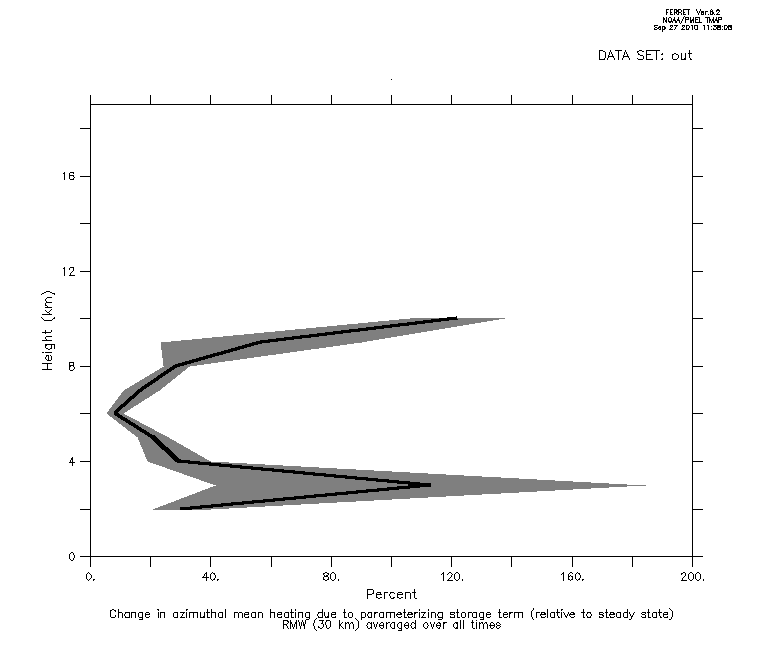 FERRET Ver.6.2
NOAA/PMEL TMAP
Sep 27 2010 11:38:03
DATA SET: out
16
12
8
4
0
Height (km)
0. 40. 80. 120. 160. 200.
Percent
Change in azimuthal mean heating due to parameterizing storage term (relative to steady state)
RMW (30 km) averaged over all times